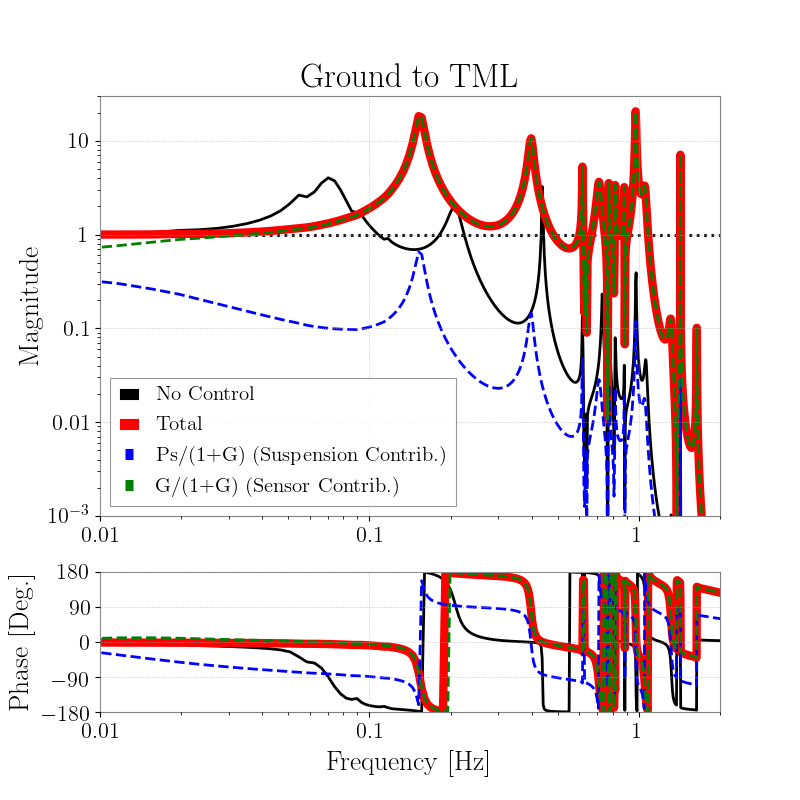 Ground to TML
Magnitude
10
1
0.1
0.01
10⁻³
No Control
Total
Ps/(1+G) (Suspension Contrib.)
G/(1+G) (Sensor Contrib.)
0.01 0.1 1
Phase [Deg.]
180
90
0
−90
−180
0.01 0.1 1
Frequency [Hz]